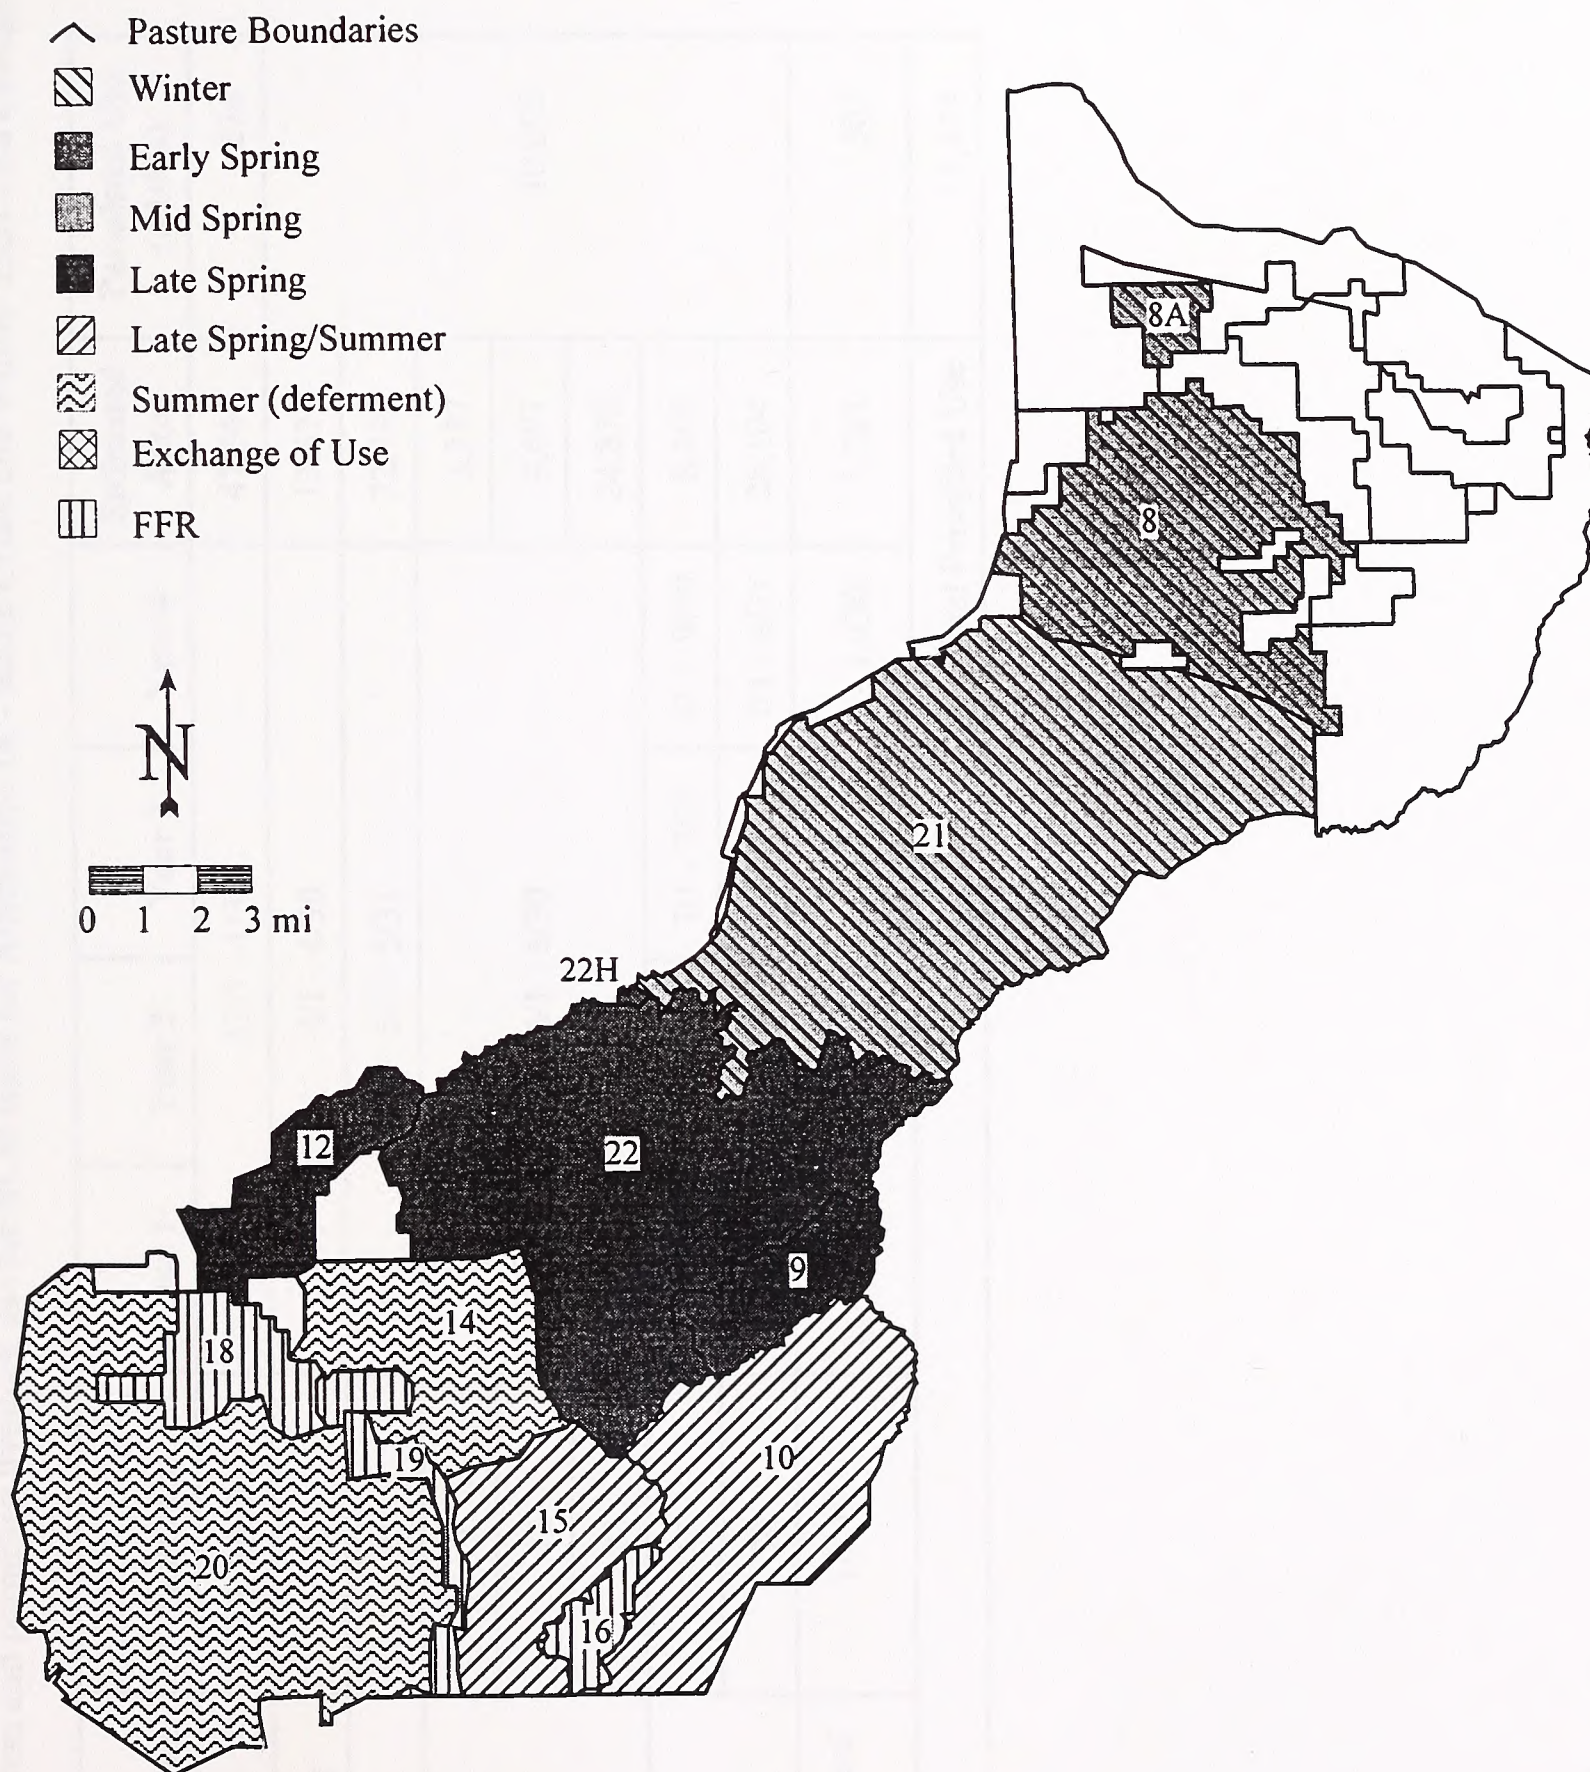 Pasture Boundaries
Winter
Early Spring
Mid Spring
Late Spring
Late Spring/Summer
Summer (deferment)
Exchange of Use
FFR
N
0 1 2 3 mi
8A
8
21
22H
12
22
9
14
18
19
10
15
20
16